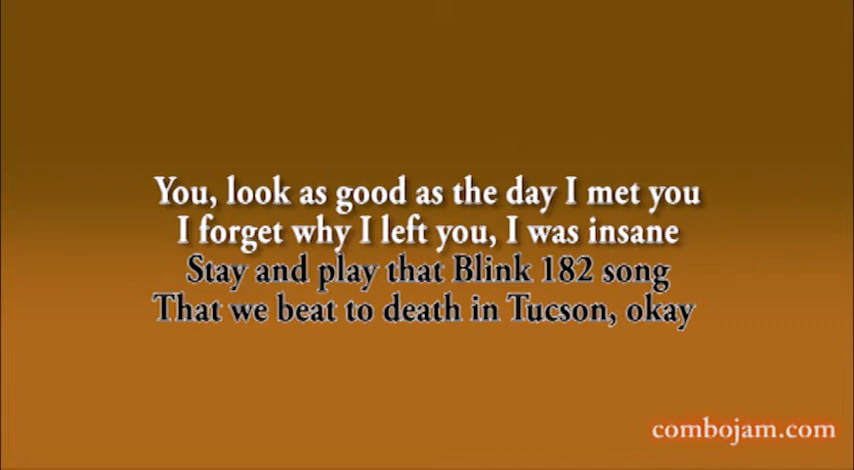 You, look as good as the day I met you
I forget why I left you, I was insane
Stay and play that Blink 182 song
That we beat to death in Tucson, okay
combojam.com